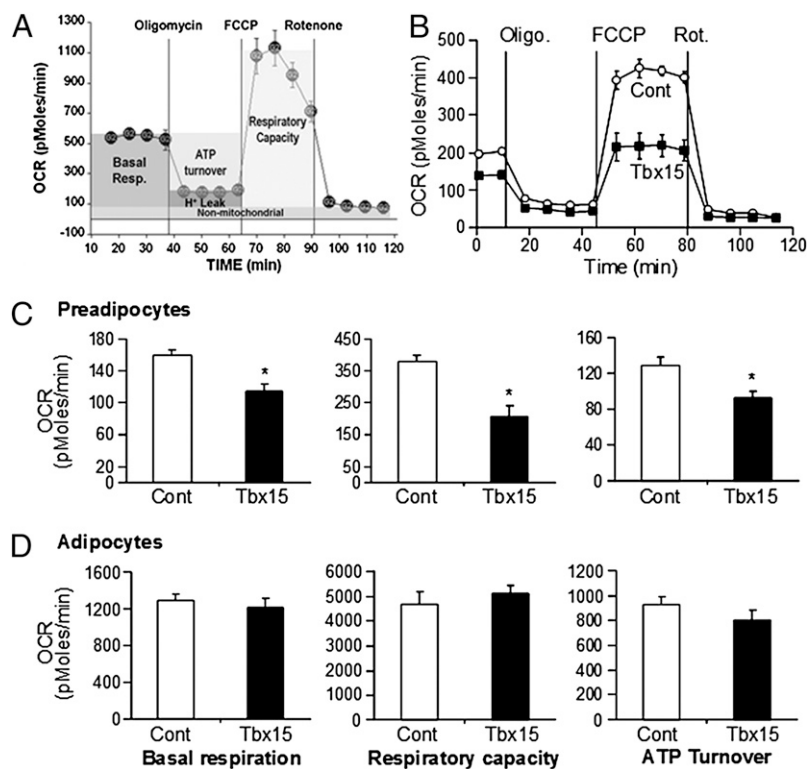 A
Oligomycin FCCP Rotenone
OCR (pMoles/min)
1300
1100
900
700
500
300
100
-100
Basal
Resp.
ATP
turnover
Respiratory
Capacity
H⁺ Leak
Non-mitochondrial
10 20 30 40 50 60 70 80 90 100 110 120
TIME (min)
B
Oligo. FCCP Rot.
OCR (pMoles/min)
500
400
300
200
100
0
Cont
Tbx15
0 20 40 60 80 100 120
Time (min)
C Preadipocytes
OCR
(pMoles/min)
160
140
100
60
20
0
*
Cont Tbx15
450
350
250
150
50
0
*
Cont Tbx15
160
120
80
40
0
*
Cont Tbx15
D Adipocytes
OCR
(pMoles/min)
1600
1200
800
400
0
Cont Tbx15
Basal respiration
6000
5000
4000
3000
2000
1000
0
Cont Tbx15
Respiratory capacity
1200
1000
800
600
400
200
0
Cont Tbx15
ATP Turnover